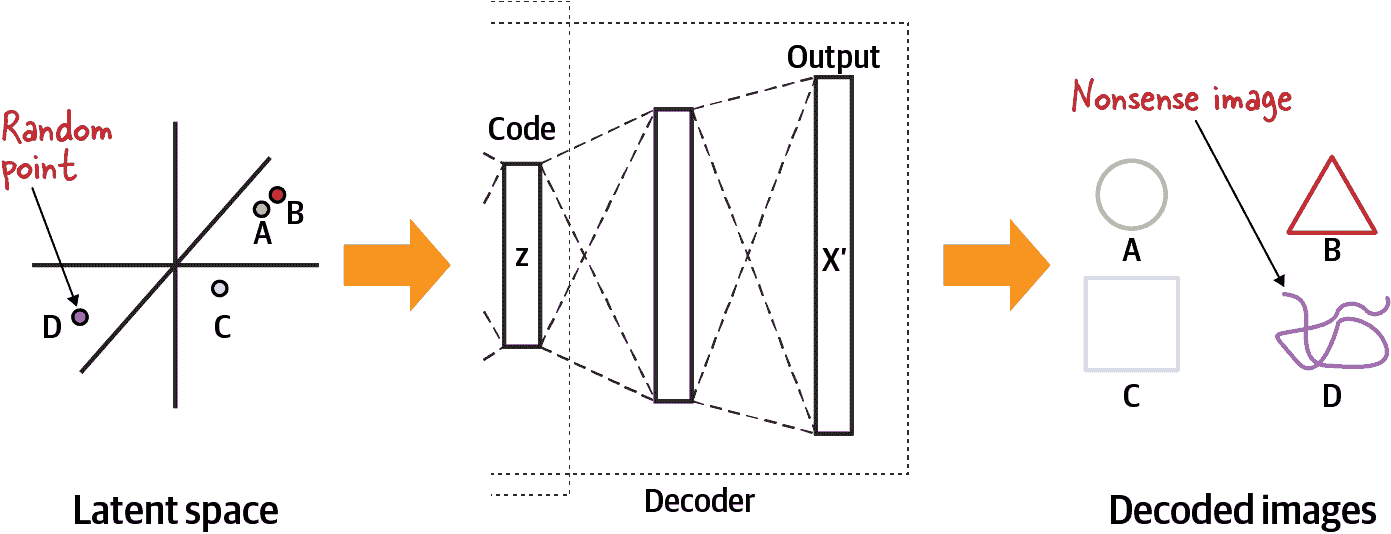 Random
point
A
B
C
D
Latent space
Code
z
Output
X′
Decoder
Nonsense image
A
B
C
D
Decoded images